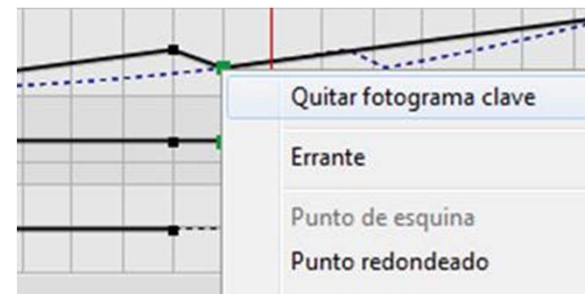 Quitar fotograma clave
Errante
Punto de esquina
Punto redondeado